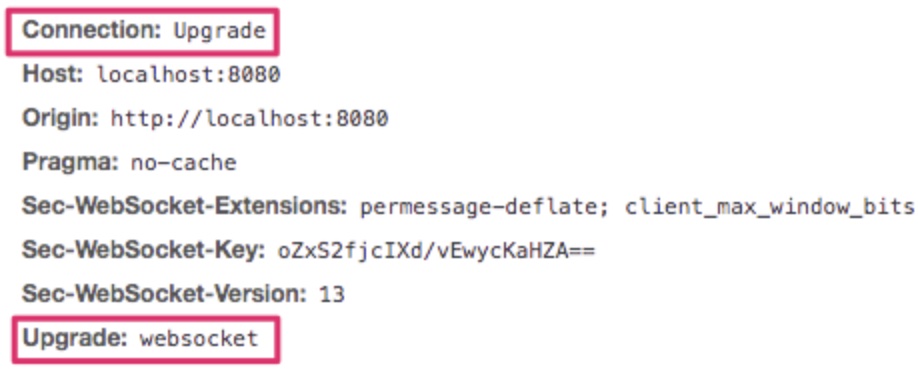 Connection: Upgrade
Host: localhost:8080
Origin: http://localhost:8080
Pragma: no-cache
Sec-WebSocket-Extensions: permessage-deflate; client_max_window_bits
Sec-WebSocket-Key: oZxS2fjcIXd/vEwycKaHZA==
Sec-WebSocket-Version: 13
Upgrade: websocket